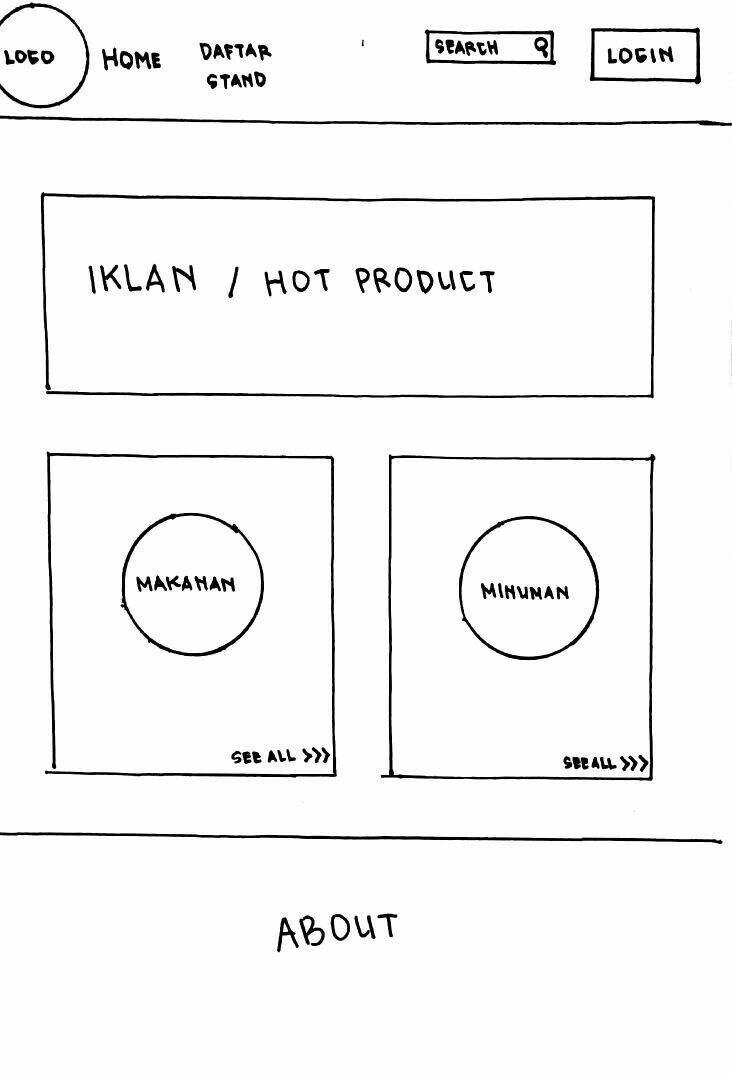 LOGO
HOME
DAFTAR
STAND
SEARCH
LOGIN
IKLAN / HOT PRODUCT
MAKANAN
MINUMAN
SEE ALL >>>
SEE ALL >>>
ABOUT